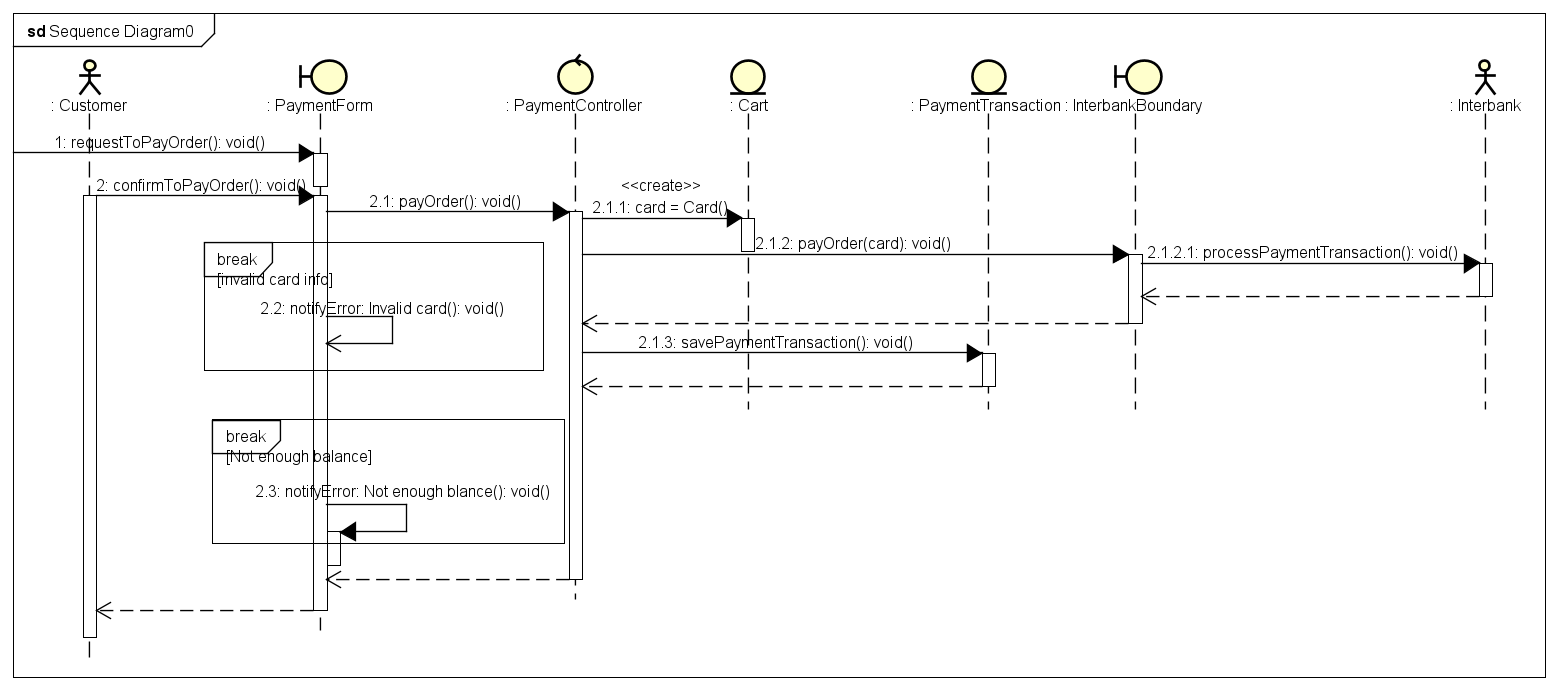 sd Sequence Diagram0
: Customer
: PaymentForm
: PaymentController
: Cart
: PaymentTransaction
: InterbankBoundary
: Interbank
1: requestToPayOrder(): void()
2: confirmToPayOrder(): void()
2.1: payOrder(): void()
<<create>>
2.1.1: card = Card()
2.1.2: payOrder(card): void()
2.1.2.1: processPaymentTransaction(): void()
break
[invalid card info]
2.2: notifyError: Invalid card(): void()
2.1.3: savePaymentTransaction(): void()
break
[Not enough balance]
2.3: notifyError: Not enough blance(): void()